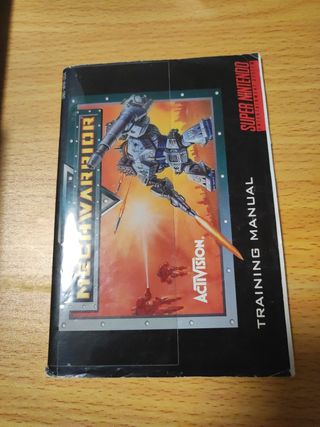 MECHWARRIOR
ACTIVISION
SUPER NINTENDO
TRAINING MANUAL